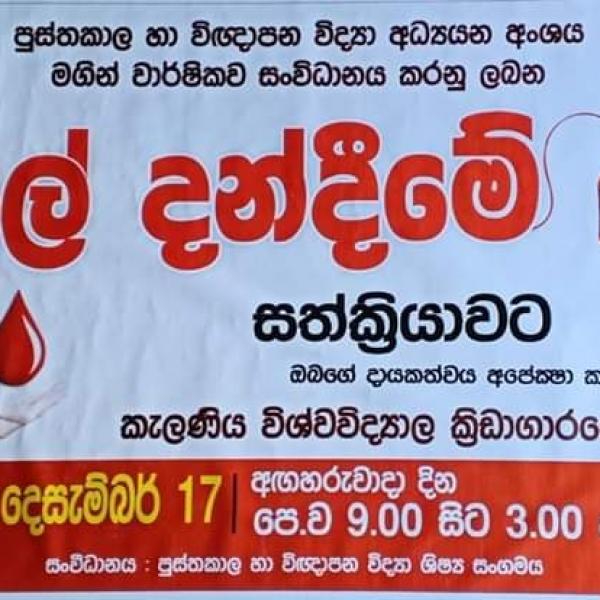 පුස්තකාල හා විඥාපන විද්‍යා අධ්‍යයන අංශය
මගින් වාර්ෂිකව සංවිධානය කරනු ලබන
ල් දන්දීමේ
සත්ක්‍රියාවට
ඔබගේ දායකත්වය අපේක්ෂා ක
කැලණිය විශ්වවිද්‍යාල ක්‍රිඩාගාර
දෙසැම්බර් 17
අඟහරුවාදා දින
පෙ.ව 9.00 සිට 3.00
සංවිධානය : පුස්තකාල හා විඥාපන විද්‍යා ශිෂ්‍ය සංගමය